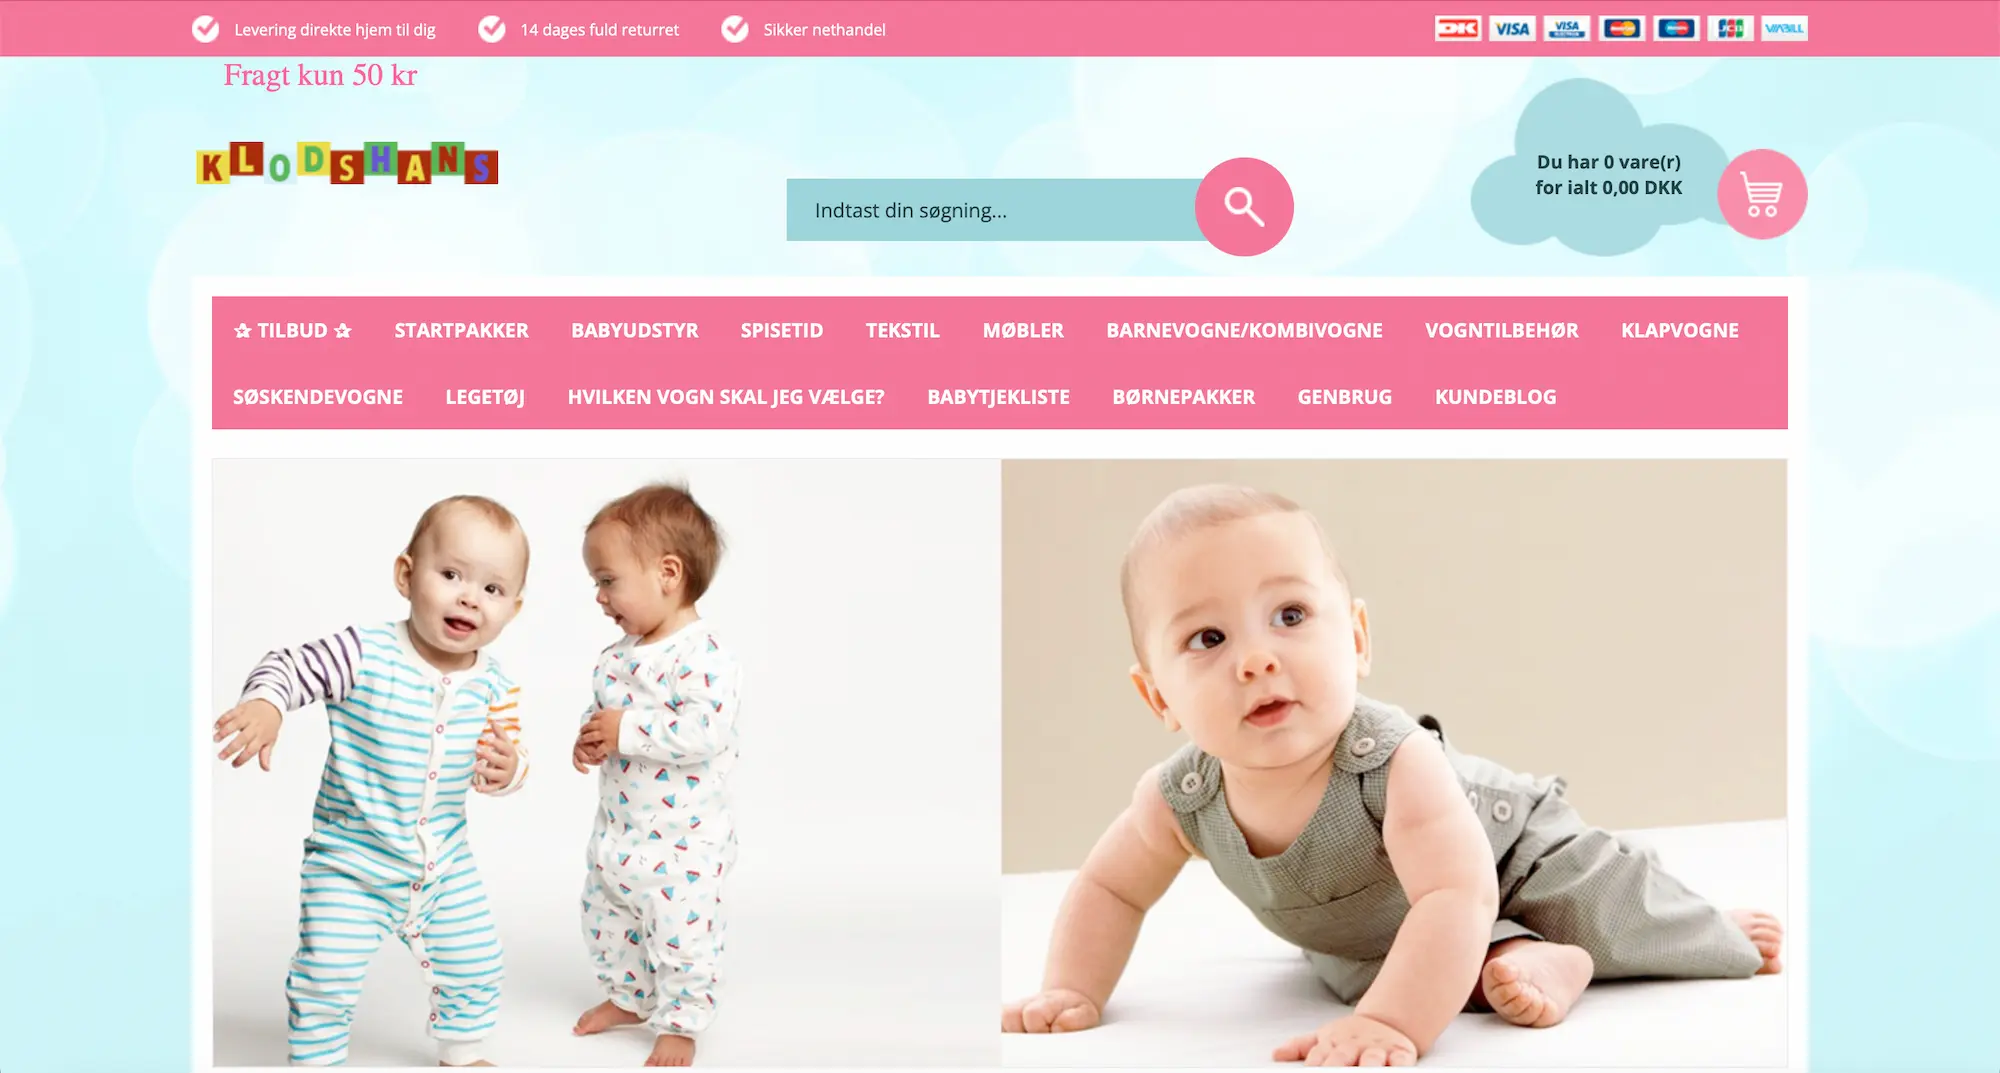 Levering direkte hjem til dig
14 dages fuld returret
Sikker nethandel
DK VISA VISA ELECTRON JCB VIABILL
Fragt kun 50 kr
KLODSHANS
Indtast din søgning...
Du har 0 vare(r)
for ialt 0,00 DKK
✰ TILBUD ✰ STARTPAKKER BABYUDSTYR SPISETID TEKSTIL MØBLER BARNEVOGNE/KOMBIVOGNE VOGNTILBEHØR KLAPVOGNE
SØSKENDEVOGNE LEGETØJ HVILKEN VOGN SKAL JEG VÆLGE? BABYTJEKLISTE BØRNEPAKKER GENBRUG KUNDEBLOG